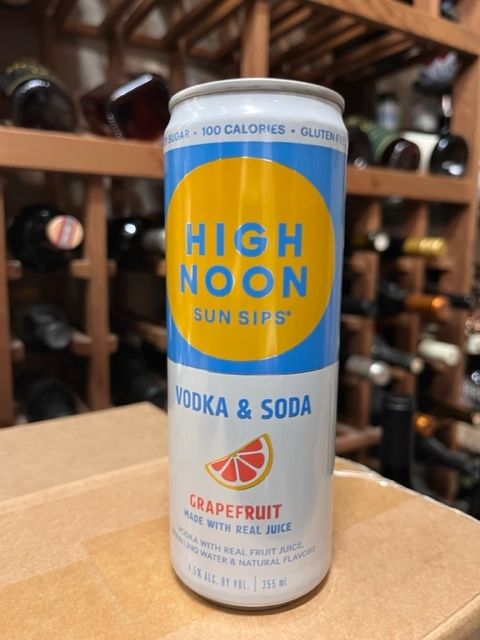 SUGAR • 100 CALORIES • GLUTEN
HIGH
NOON
SUN SIPS®
VODKA & SODA
GRAPEFRUIT
MADE WITH REAL JUICE
VODKA WITH REAL FRUIT JUICE,
SPARKLING WATER & NATURAL FLAVORS
4.5% ALC. BY VOL. | 355 ml